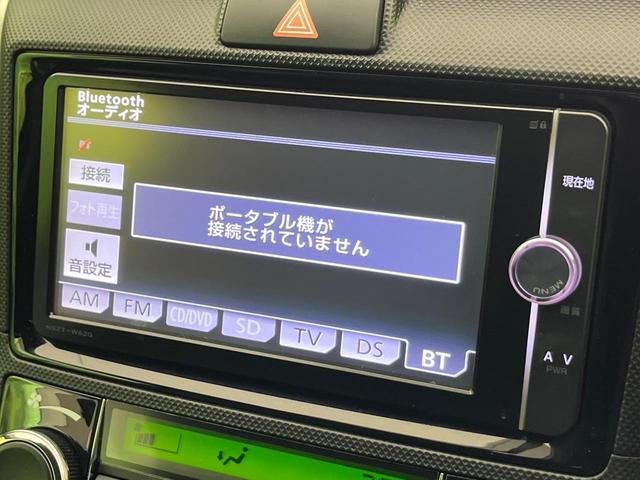 Bluetooth
オーディオ
接続
フォト再生
音設定
ポータブル機が
接続されていません
AM
FM
CD/DVD
SD
TV
DS
BT
NSZT-W62G
現在地
MENU
画質
A V
PWR